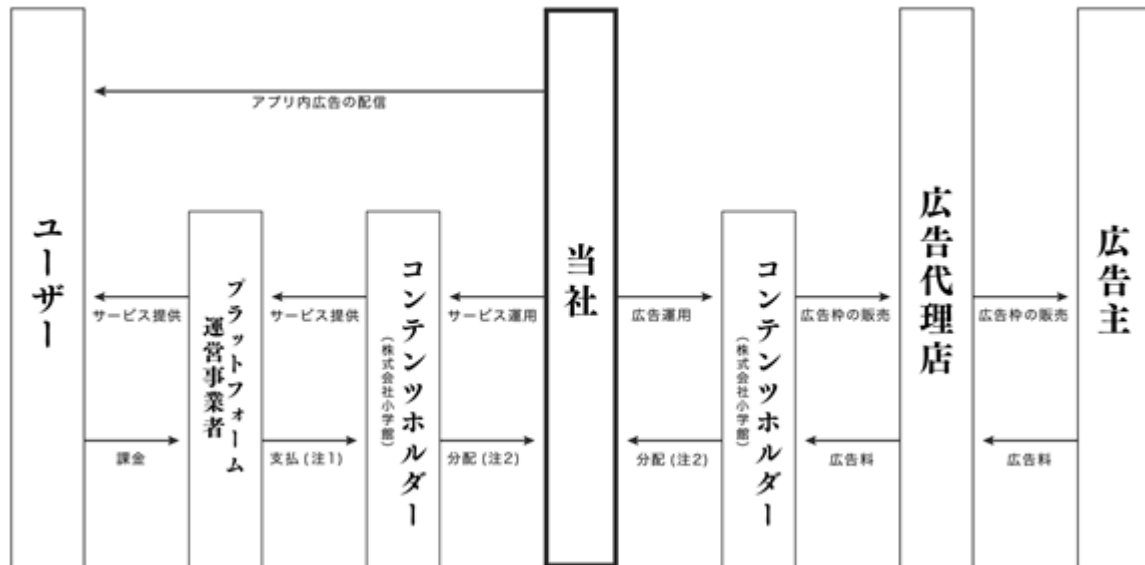 アプリ内広告の配信
ユーザー
プラットフォーム
運営事業者
コンテンツホルダー
(株式会社小学館)
当社
コンテンツホルダー
(株式会社小学館)
広告代理店
広告主
サービス提供
サービス提供
サービス運用
広告運用
広告枠の販売
広告枠の販売
課金
支払(注1)
分配(注2)
分配(注2)
広告料
広告料